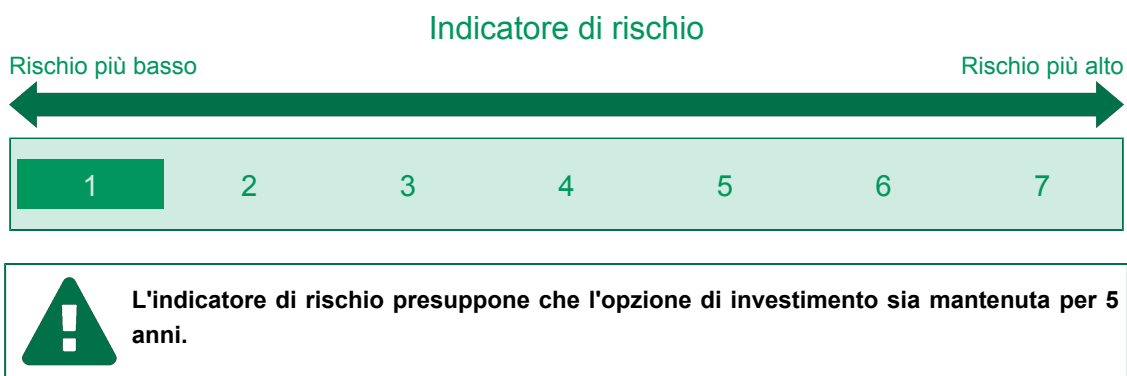 Indicatore di rischio
Rischio più basso Rischio più alto
1 2 3 4 5 6 7
L'indicatore di rischio presuppone che l'opzione di investimento sia mantenuta per 5
anni.